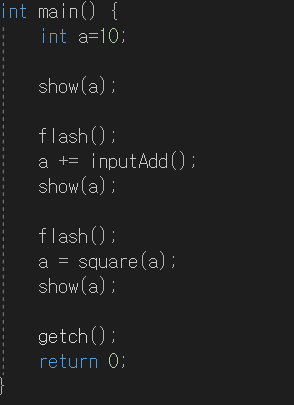 int main() {
    int a=10;

    show(a);

    flash();
    a += inputAdd();
    show(a);

    flash();
    a = square(a);
    show(a);

    getch();
    return 0;
}